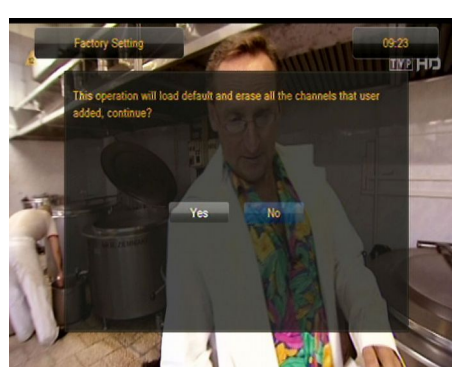 Factory Setting
09:23
TVP HD
This operation will load default and erase all the channels that user
added, continue?
Yes
No